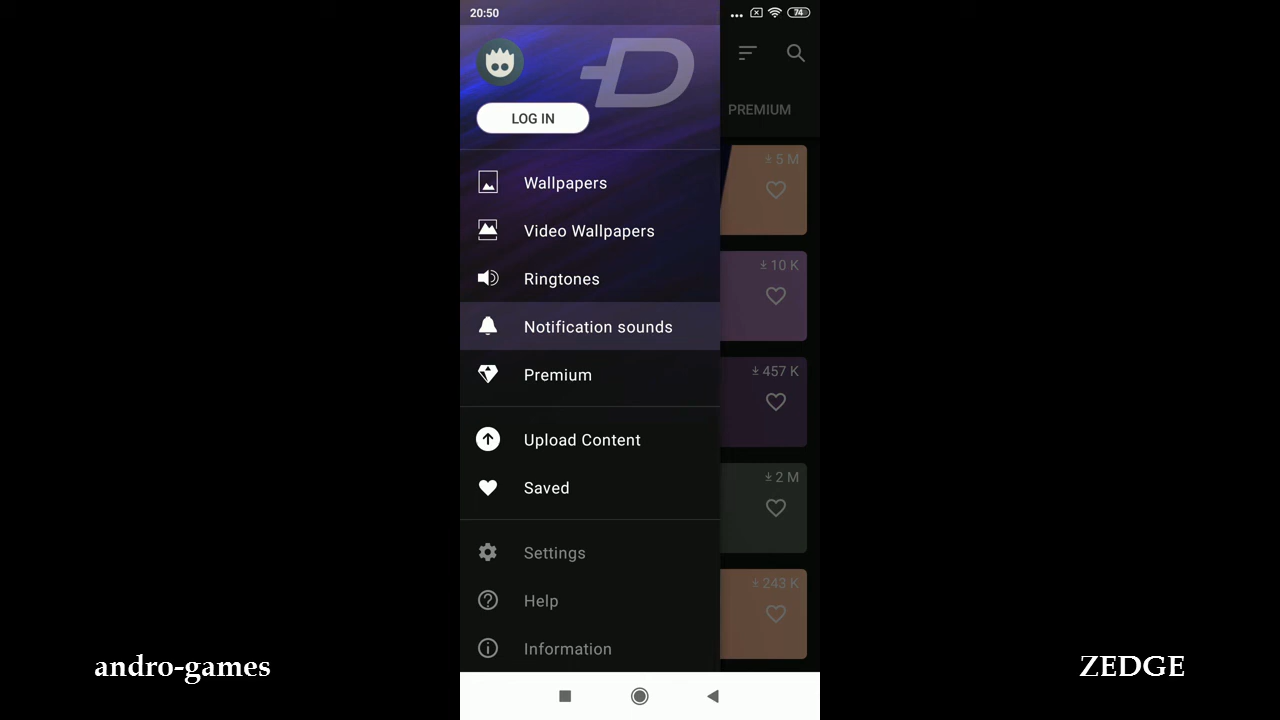 20:50
74
LOG IN
PREMIUM
5 M
Wallpapers
Video Wallpapers
10 K
Ringtones
Notification sounds
457 K
Premium
Upload Content
2 M
Saved
Settings
243 K
Help
Information
andro-games
ZEDGE